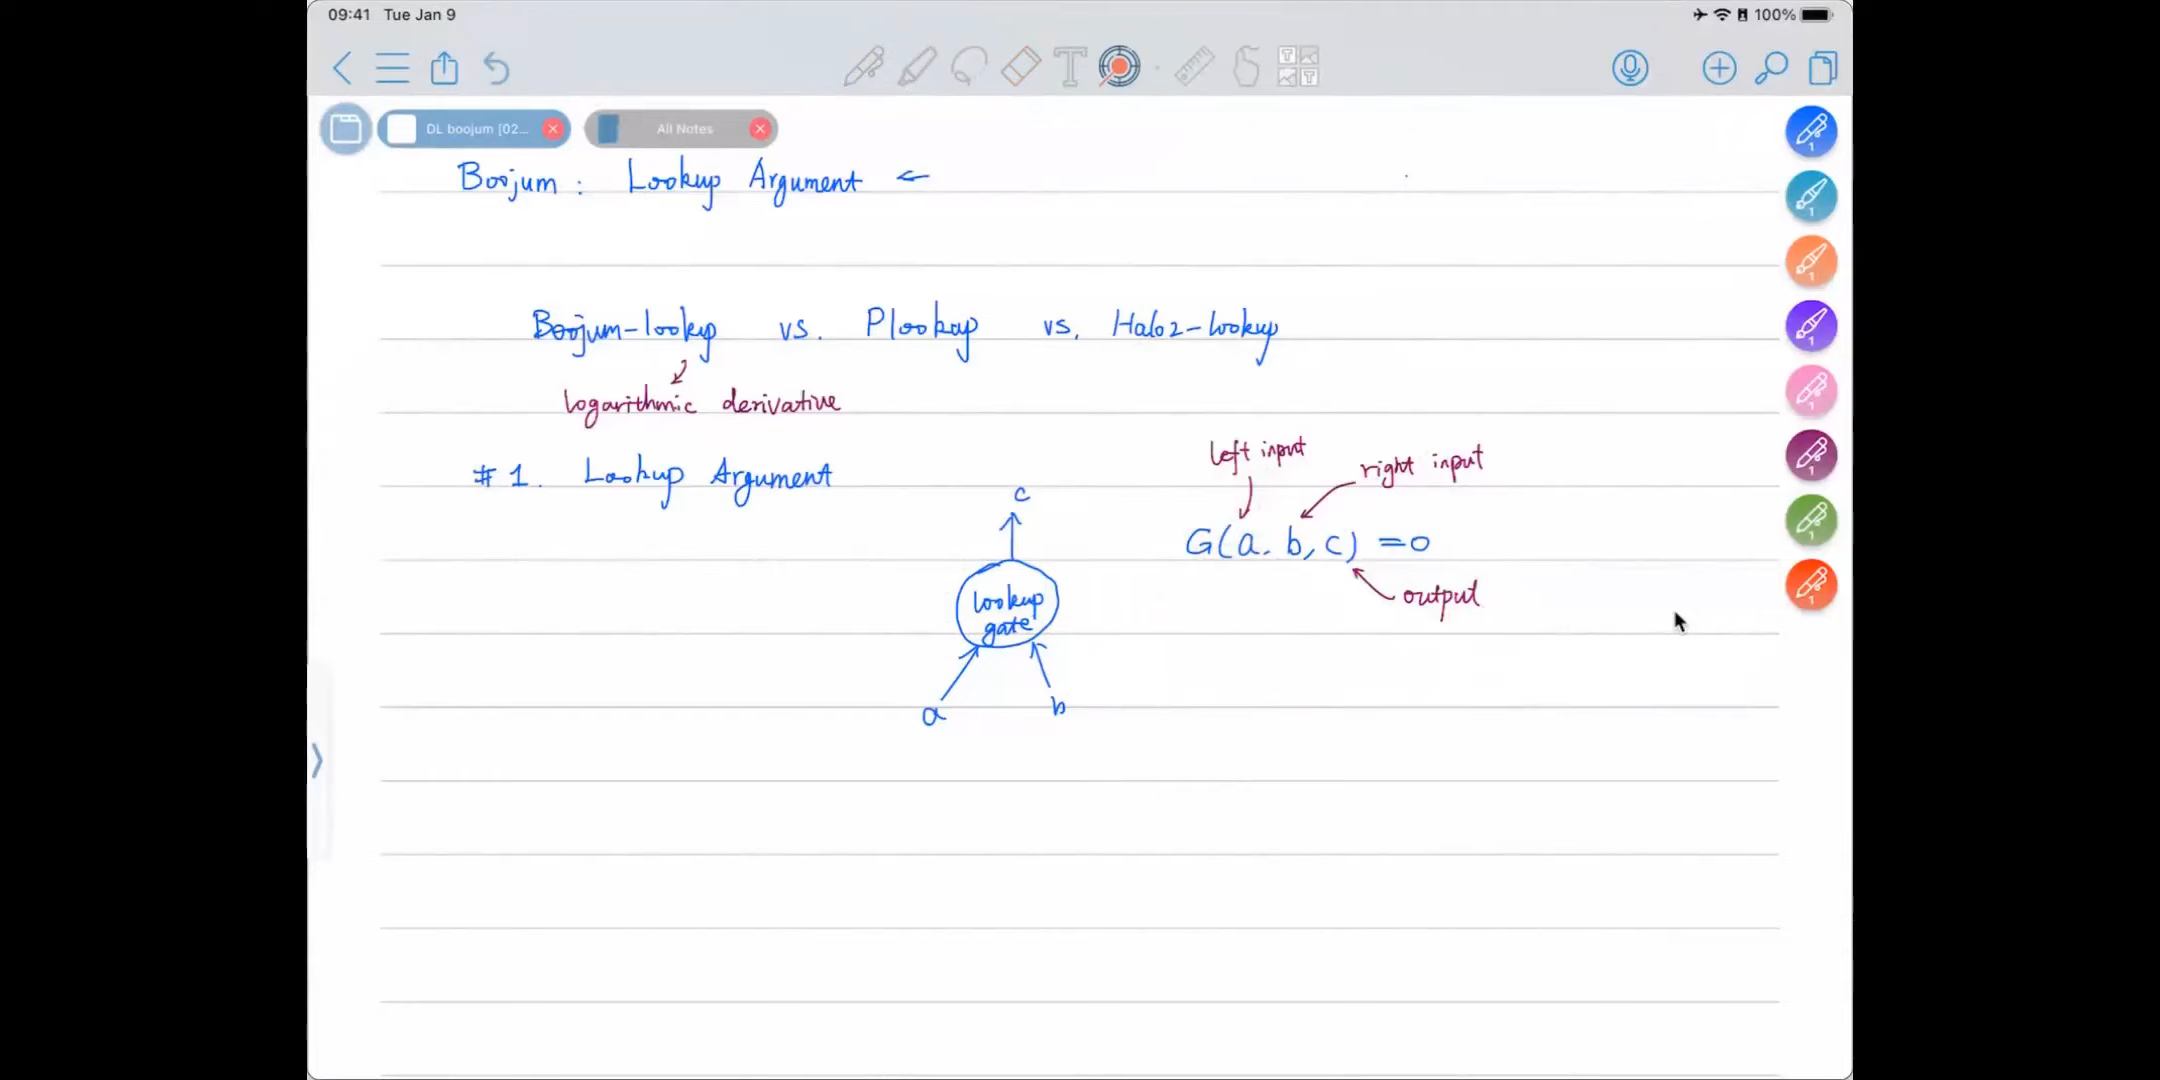 09:41 Tue Jan 9
100%
DL boojum [02...
All Notes
Boojum : Lookup Argument ←
Boojum-lookup vs. Plookup vs. Halo2-lookup
logarithmic derivative
left input
right input
# 1. Lookup Argument
c
G(a, b, c) = 0
lookup
gate
output
a
b